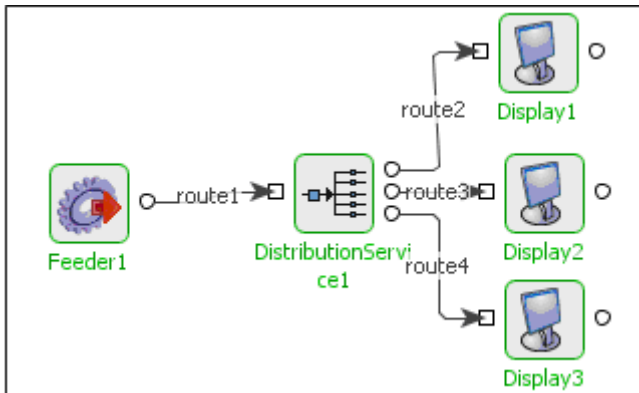 route2
Display1
route1
route3
Feeder1
DistributionServi
ce1
Display2
route4
Display3